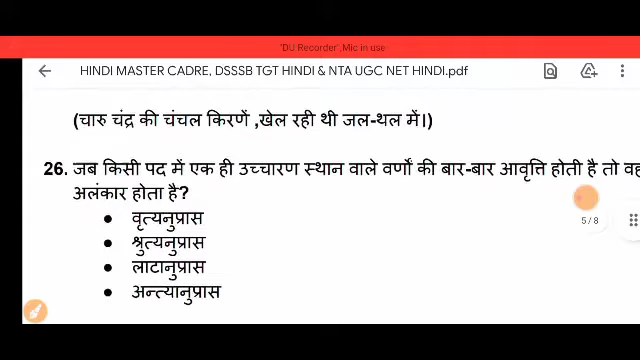 "DU Recorder",Mic in use
HINDI MASTER CADRE, DSSSB TGT HINDI & NTA UGC NET HINDI.pdf
(चारु चंद्र की चंचल किरणें ,खेल रही थी जल-थल में।)
26. जब किसी पद में एक ही उच्चारण स्थान वाले वर्णों की बार-बार आवृत्ति होती है तो वह
अलंकार होता है?
5/8
● वृत्यनुप्रास
● श्रुत्यनुप्रास
● लाटानुप्रास
● अन्त्यानुप्रास